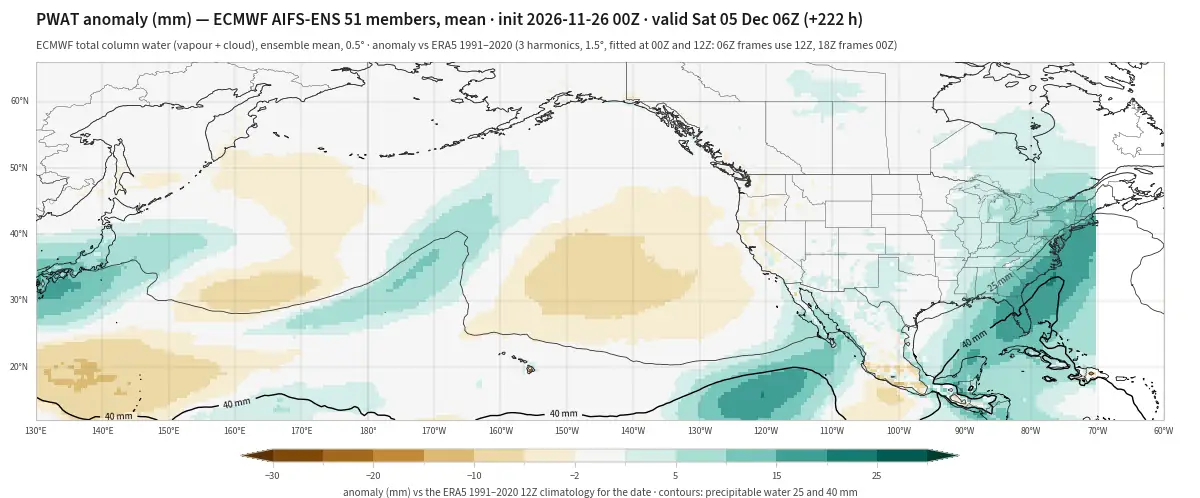 PWAT anomaly (mm) — ECMWF AIFS-ENS 51 members, mean · init 2026-11-26 00Z · valid Sat 05 Dec 06Z (+222 h)
ECMWF total column water (vapour + cloud), ensemble mean, 0.5° · anomaly vs ERA5 1991–2020 (3 harmonics, 1.5°, fitted at 00Z and 12Z: 06Z frames use 12Z, 18Z frames 00Z)
60°N
50°N
40°N
30°N
20°N
25 mm
40 mm
40 mm
40 mm
40 mm
130°E 140°E 150°E 160°E 170°E 180° 170°W 160°W 150°W 140°W 130°W 120°W 110°W 100°W 90°W 80°W 70°W 60°W
−30 −20 −10 −2 5 15 25
anomaly (mm) vs the ERA5 1991–2020 12Z climatology for the date · contours: precipitable water 25 and 40 mm